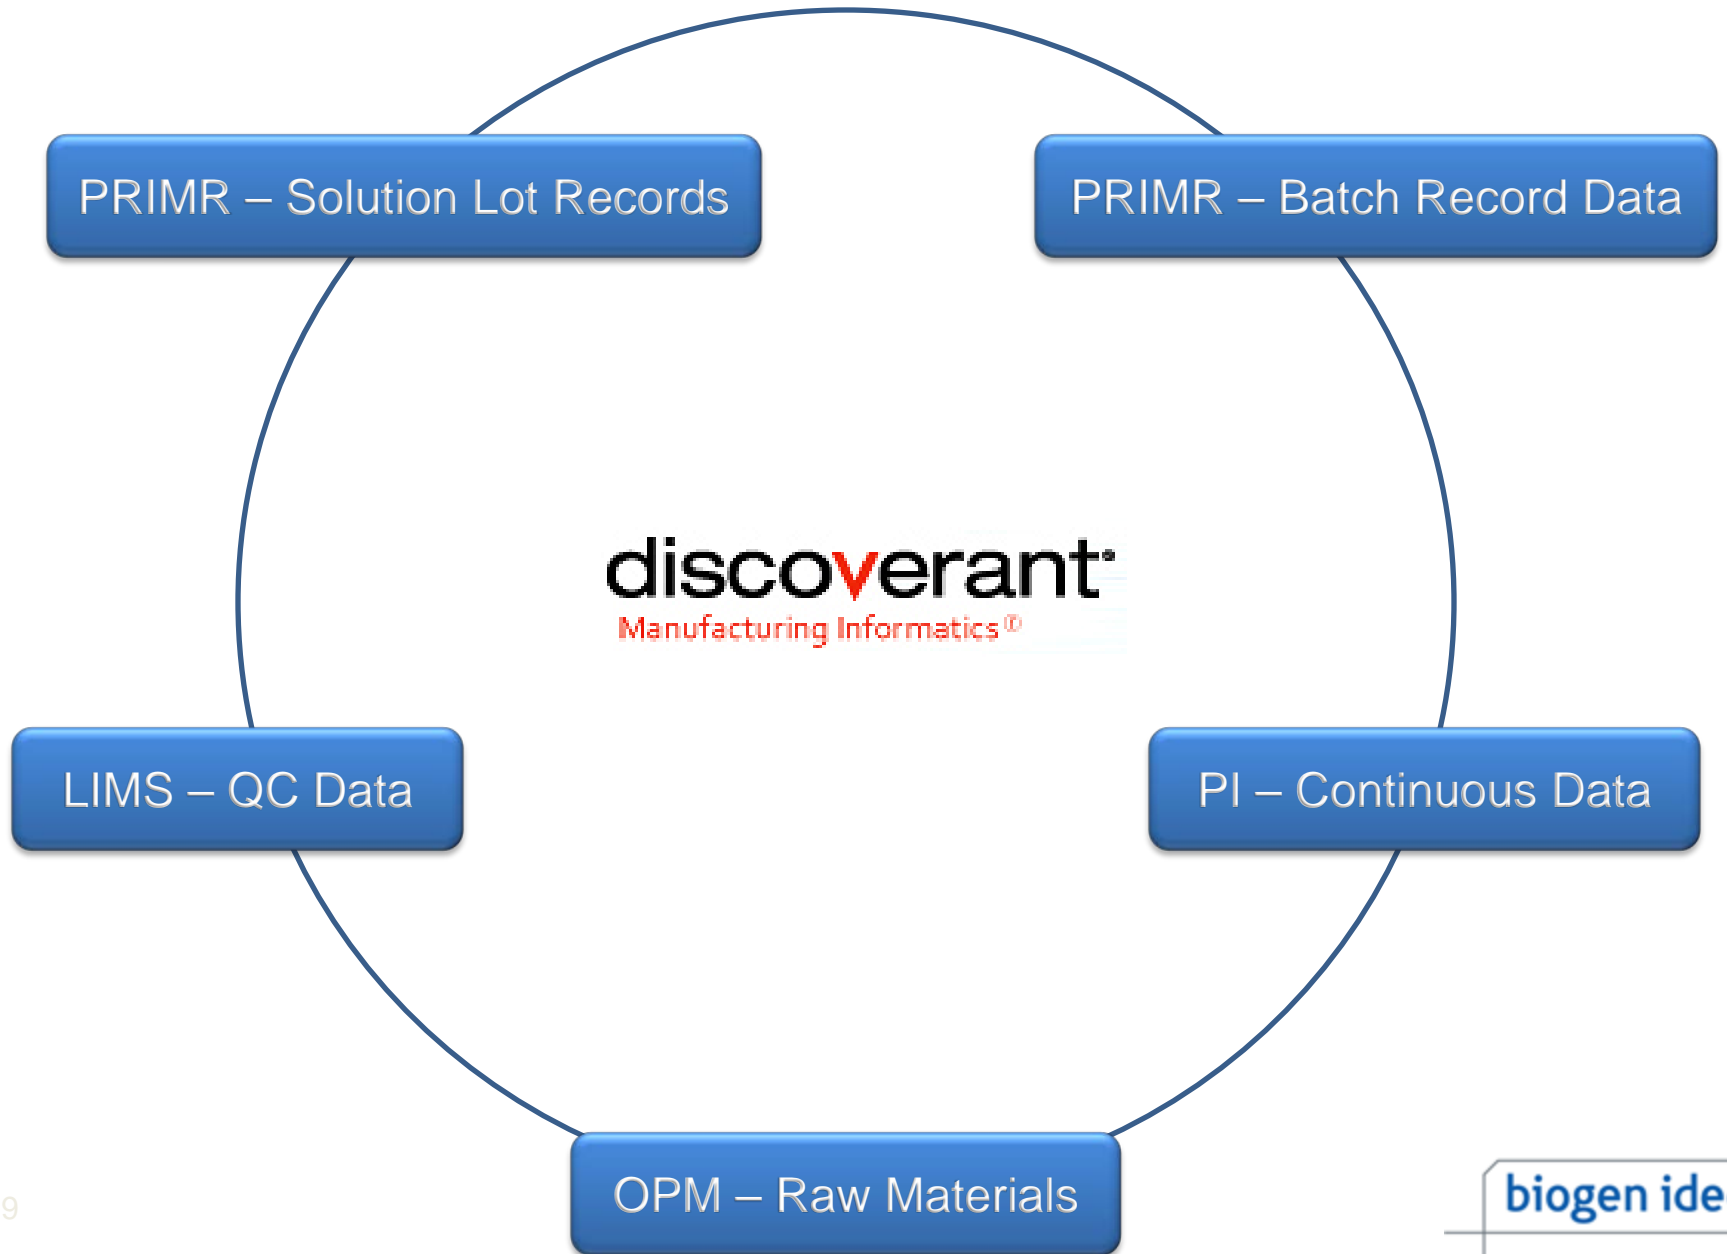 PRIMR – Solution Lot Records
PRIMR – Batch Record Data
discoverant®
Manufacturing Informatics®
LIMS – QC Data
PI – Continuous Data
OPM – Raw Materials
biogen ide
9